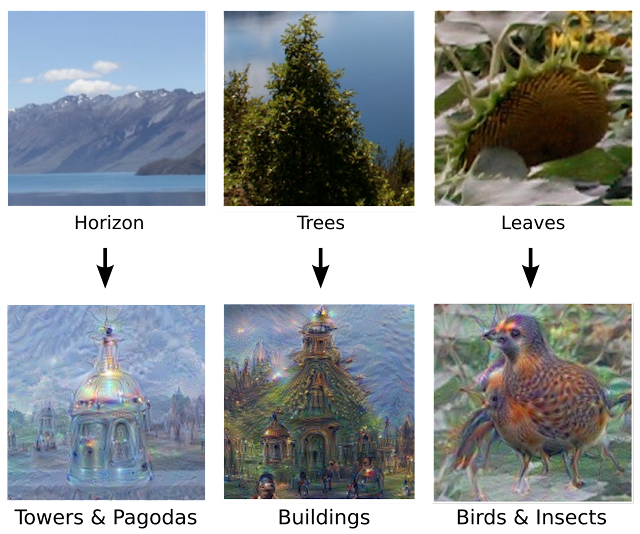 Horizon
Trees
Leaves
Towers & Pagodas
Buildings
Birds & Insects